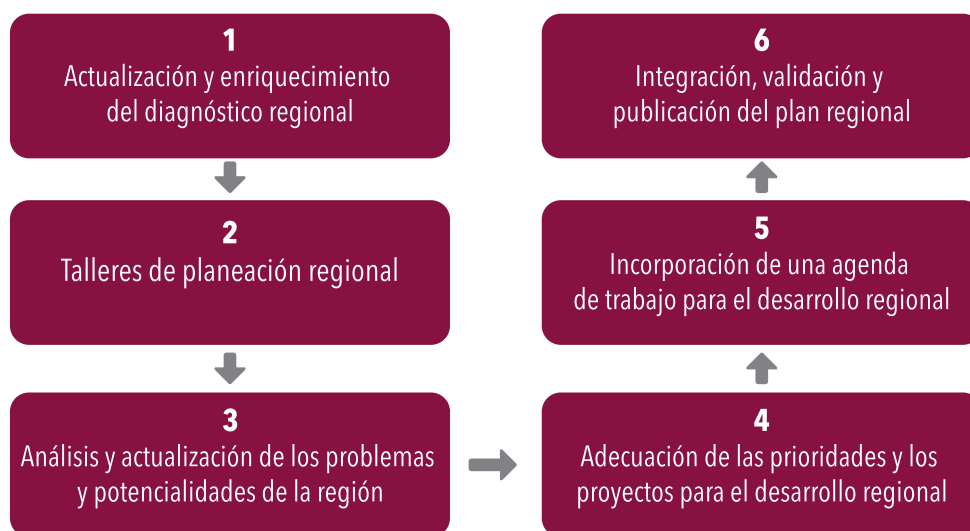 1
Actualización y enriquecimiento
del diagnóstico regional
2
Talleres de planeación regional
3
Análisis y actualización de los problemas
y potencialidades de la región
4
Adecuación de las prioridades y los
proyectos para el desarrollo regional
5
Incorporación de una agenda
de trabajo para el desarrollo regional
6
Integración, validación y
publicación del plan regional